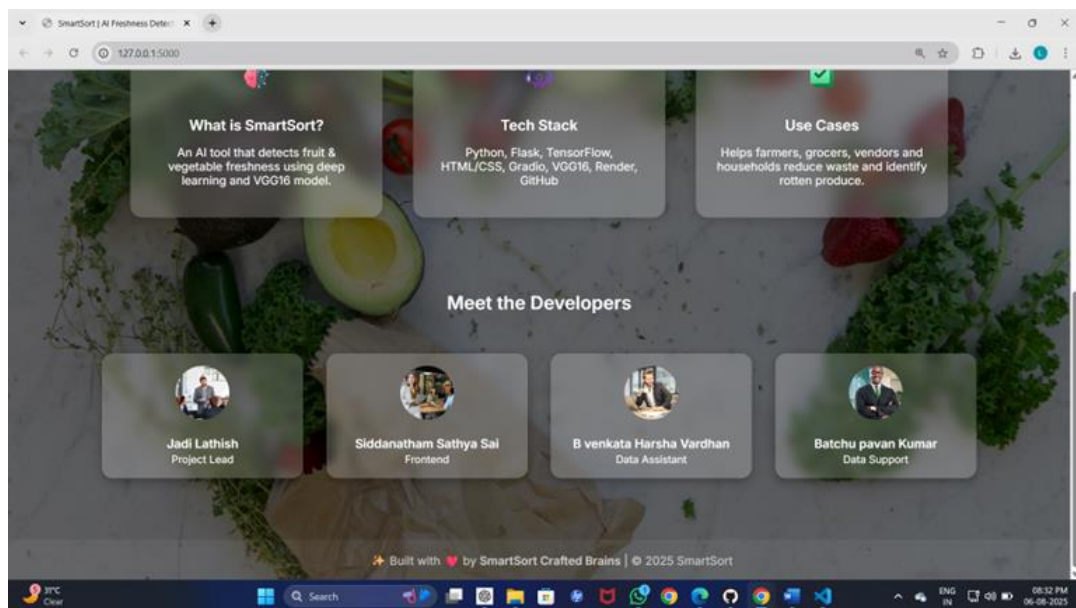 SmartSort | AI Freshness Detect
127.0.0.1:5000
What is SmartSort?
An AI tool that detects fruit &
vegetable freshness using deep
learning and VGG16 model.
Tech Stack
Python, Flask, TensorFlow,
HTML/CSS, Gradio, VGG16, Render,
GitHub
Use Cases
Helps farmers, grocers, vendors and
households reduce waste and identify
rotten produce.
Meet the Developers
Jadi Lathish
Project Lead
Siddanatham Sathya Sai
Frontend
B venkata Harsha Vardhan
Data Assistant
Batchu pavan Kumar
Data Support
✨ Built with ❤️ by SmartSort Crafted Brains | © 2025 SmartSort
31°C
Clear
Search
ENG
IN
08:32 PM
06-08-2025